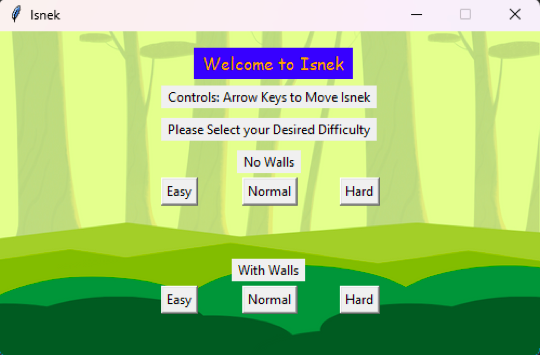 Isnek
Welcome to Isnek
Controls: Arrow Keys to Move Isnek
Please Select your Desired Difficulty
No Walls
Easy Normal Hard
With Walls
Easy Normal Hard